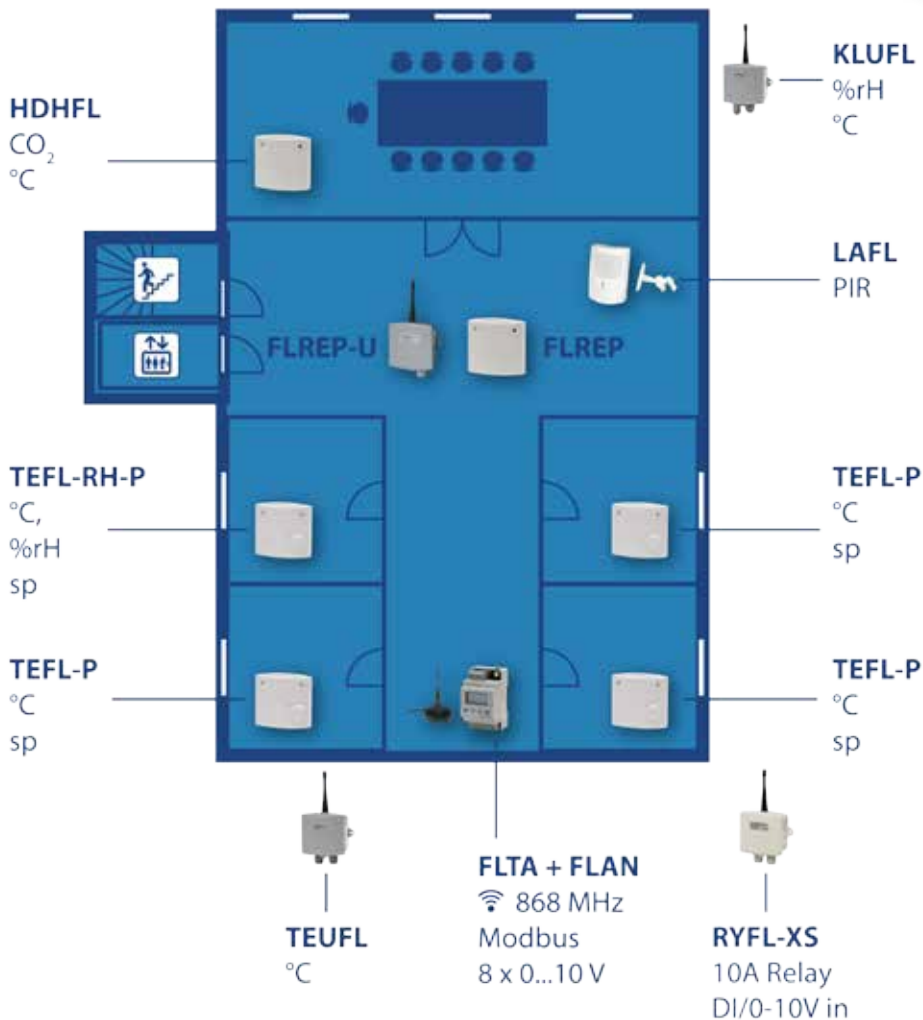 KLUFL
%rH
°C
HDHFL
CO₂
°C
LAFL
PIR
FLREP-U
FLREP
TEFL-RH-P
°C,
%rH
sp
TEFL-P
°C
sp
TEFL-P
°C
sp
TEFL-P
°C
sp
TEUFL
°C
FLTA + FLAN
868 MHz
Modbus
8 x 0...10 V
RYFL-XS
10A Relay
DI/0-10V in